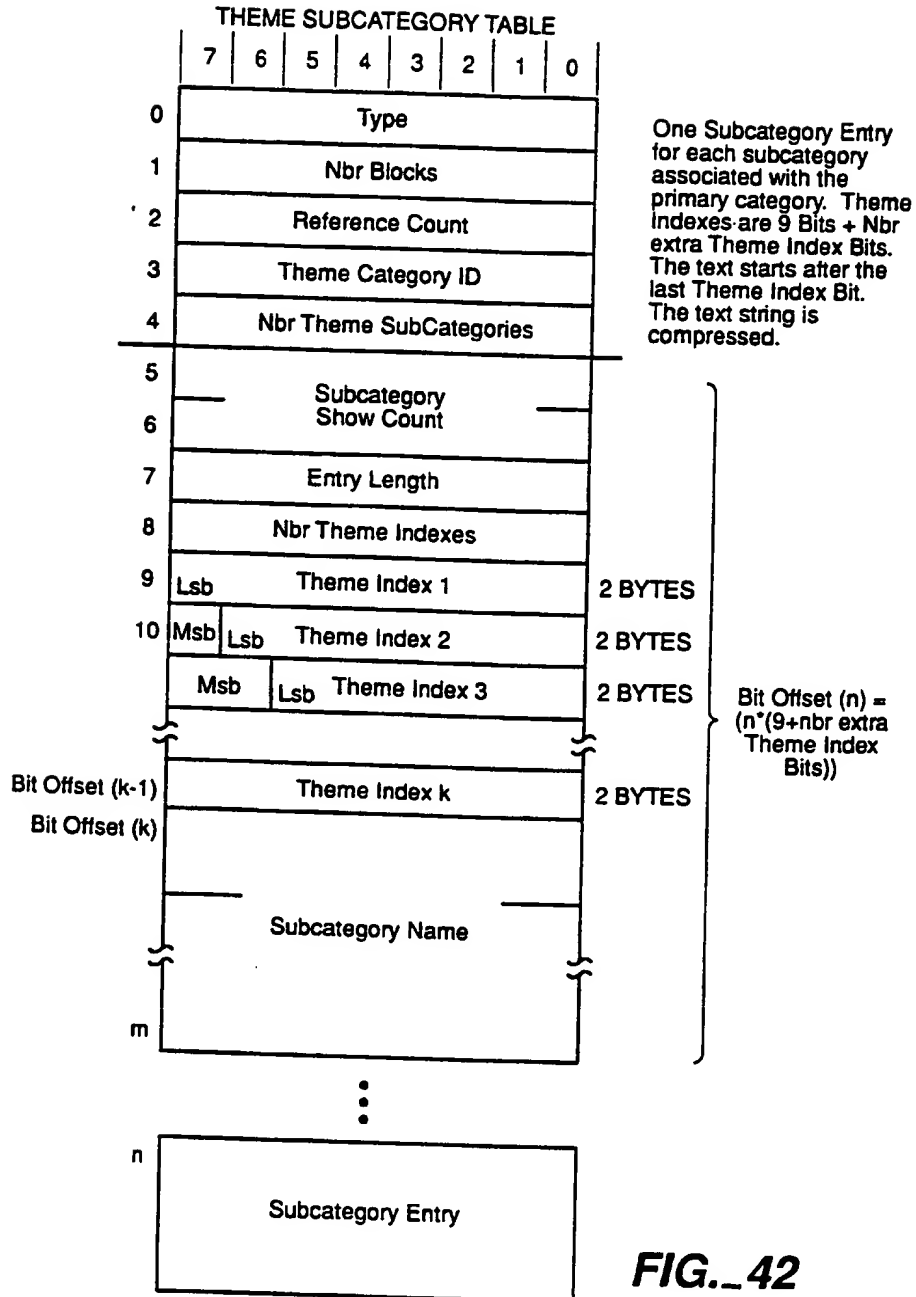 THEME SUBCATEGORY TABLE
7 6 5 4 3 2 1 0
0 Type
1 Nbr Blocks
2 Reference Count
3 Theme Category ID
4 Nbr Theme SubCategories
One Subcategory Entry
for each subcategory
associated with the
primary category. Theme
Indexes are 9 Bits + Nbr
extra Theme Index Bits.
The text starts after the
last Theme Index Bit.
The text string is
compressed.
5
Subcategory
Show Count
6
7 Entry Length
8 Nbr Theme Indexes
9 Lsb Theme Index 1 2 BYTES
10 Msb Lsb Theme Index 2 2 BYTES
Msb Lsb Theme Index 3 2 BYTES
Bit Offset (n) =
(n*(9+nbr extra
Theme Index
Bits))
Bit Offset (k-1) Theme Index k 2 BYTES
Bit Offset (k)
Subcategory Name
m
n
Subcategory Entry
FIG._42